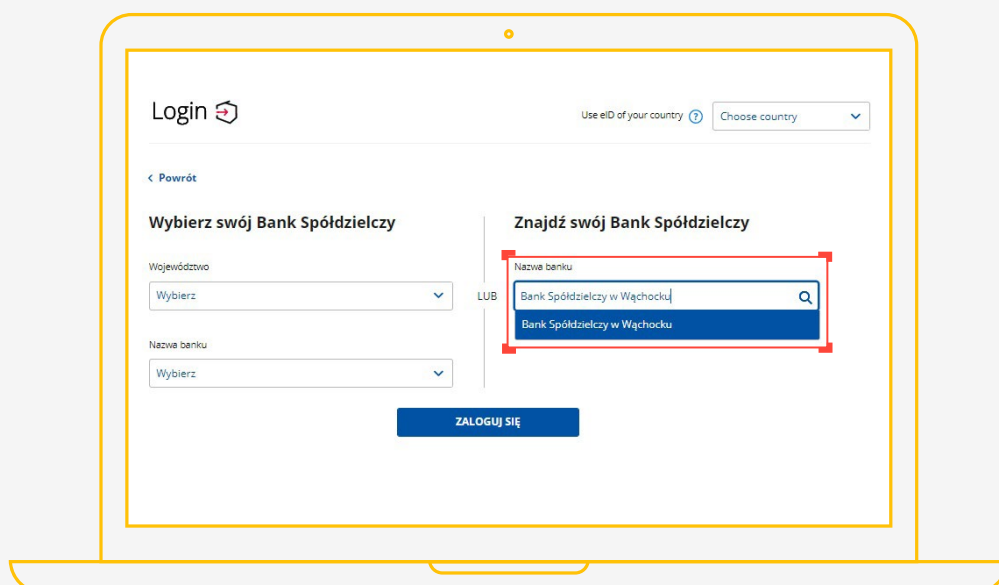 Login
Use eID of your country ?
Choose country
Powrót
Wybierz swój Bank Spółdzielczy
Województwo
Wybierz
Nazwa banku
Wybierz
LUB
Znajdź swój Bank Spółdzielczy
Nazwa banku
Bank Spółdzielczy w Wąchocku
Bank Spółdzielczy w Wąchocku
ZALOGUJ SIĘ